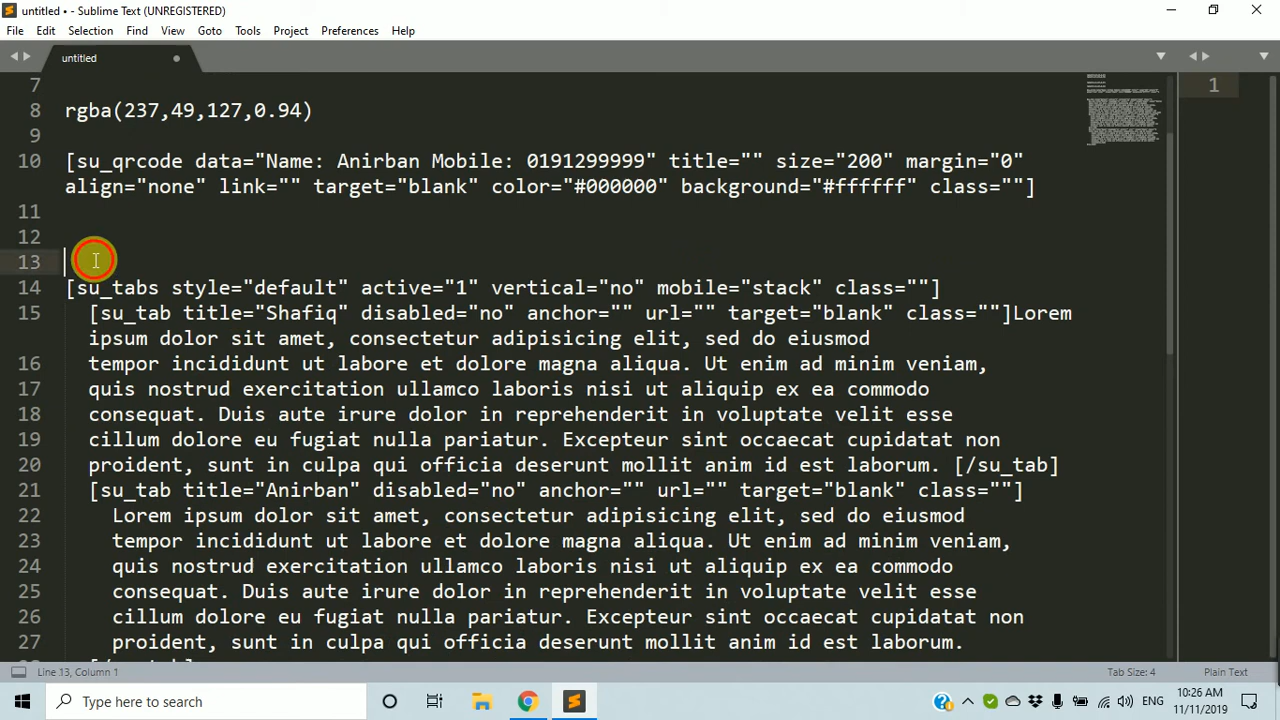 untitled • - Sublime Text (UNREGISTERED)
File Edit Selection Find View Goto Tools Project Preferences Help
untitled
7
8 rgba(237,49,127,0.94)
9
10 [su_qrcode data="Name: Anirban Mobile: 0191299999" title="" size="200" margin="0"
align="none" link="" target="blank" color="#000000" background="#ffffff" class=""]
11
12
13
14 [su_tabs style="default" active="1" vertical="no" mobile="stack" class=""]
15 [su_tab title="Shafiq" disabled="no" anchor="" url="" target="blank" class=""]Lorem
ipsum dolor sit amet, consectetur adipisicing elit, sed do eiusmod
16 tempor incididunt ut labore et dolore magna aliqua. Ut enim ad minim veniam,
17 quis nostrud exercitation ullamco laboris nisi ut aliquip ex ea commodo
18 consequat. Duis aute irure dolor in reprehenderit in voluptate velit esse
19 cillum dolore eu fugiat nulla pariatur. Excepteur sint occaecat cupidatat non
20 proident, sunt in culpa qui officia deserunt mollit anim id est laborum. [/su_tab]
21 [su_tab title="Anirban" disabled="no" anchor="" url="" target="blank" class=""]
22 Lorem ipsum dolor sit amet, consectetur adipisicing elit, sed do eiusmod
23 tempor incididunt ut labore et dolore magna aliqua. Ut enim ad minim veniam,
24 quis nostrud exercitation ullamco laboris nisi ut aliquip ex ea commodo
25 consequat. Duis aute irure dolor in reprehenderit in voluptate velit esse
26 cillum dolore eu fugiat nulla pariatur. Excepteur sint occaecat cupidatat non
27 proident, sunt in culpa qui officia deserunt mollit anim id est laborum.
1
Line 13, Column 1
Tab Size: 4
Plain Text
Type here to search
ENG
10:26 AM
11/11/2019